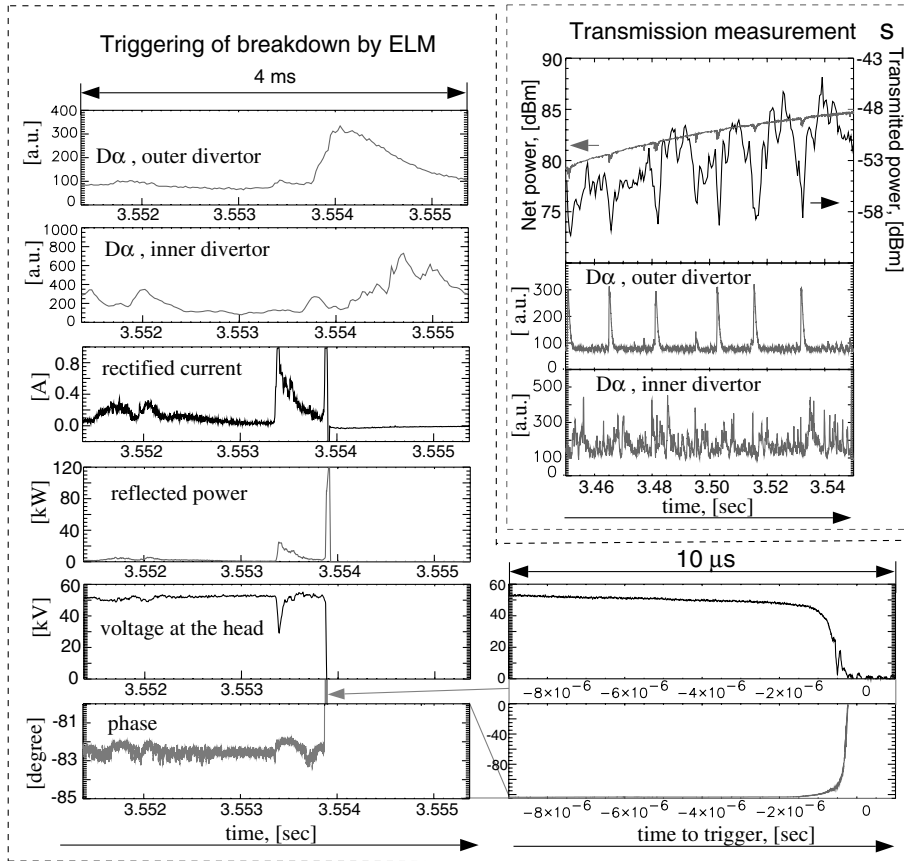 Triggering of breakdown by ELM
4 ms
400
300
200
100
0
[a.u.]
Dα , outer divertor
3.552 3.553 3.554 3.555
1000
800
600
400
200
0
[a.u.]
Dα , inner divertor
3.552 3.553 3.554 3.555
0.8
0.4
0.0
[A]
rectified current
3.552 3.553 3.554 3.555
120
80
40
0
[kW]
reflected power
3.552 3.553 3.554 3.555
60
40
20
0
[kV]
voltage at the head
3.552 3.553
-81
-83
-85
[degree]
phase
3.552 3.553 3.554 3.555
time, [sec]
Transmission measurement S
90
85
80
75
Net power, [dBm]
-43
-48
-53
-58
Transmitted power, [dBm]
300
200
100
0
[ a.u.]
Dα , outer divertor
500
300
100
0
[a.u.]
Dα , inner divertor
3.46 3.48 3.50 3.52 3.54
time, [sec]
10 μs
60
40
20
0
−8×10⁻⁶ −6×10⁻⁶ −4×10⁻⁶ −2×10⁻⁶ 0
0
-80
−8×10⁻⁶ −6×10⁻⁶ −4×10⁻⁶ −2×10⁻⁶ 0
time to trigger, [sec]